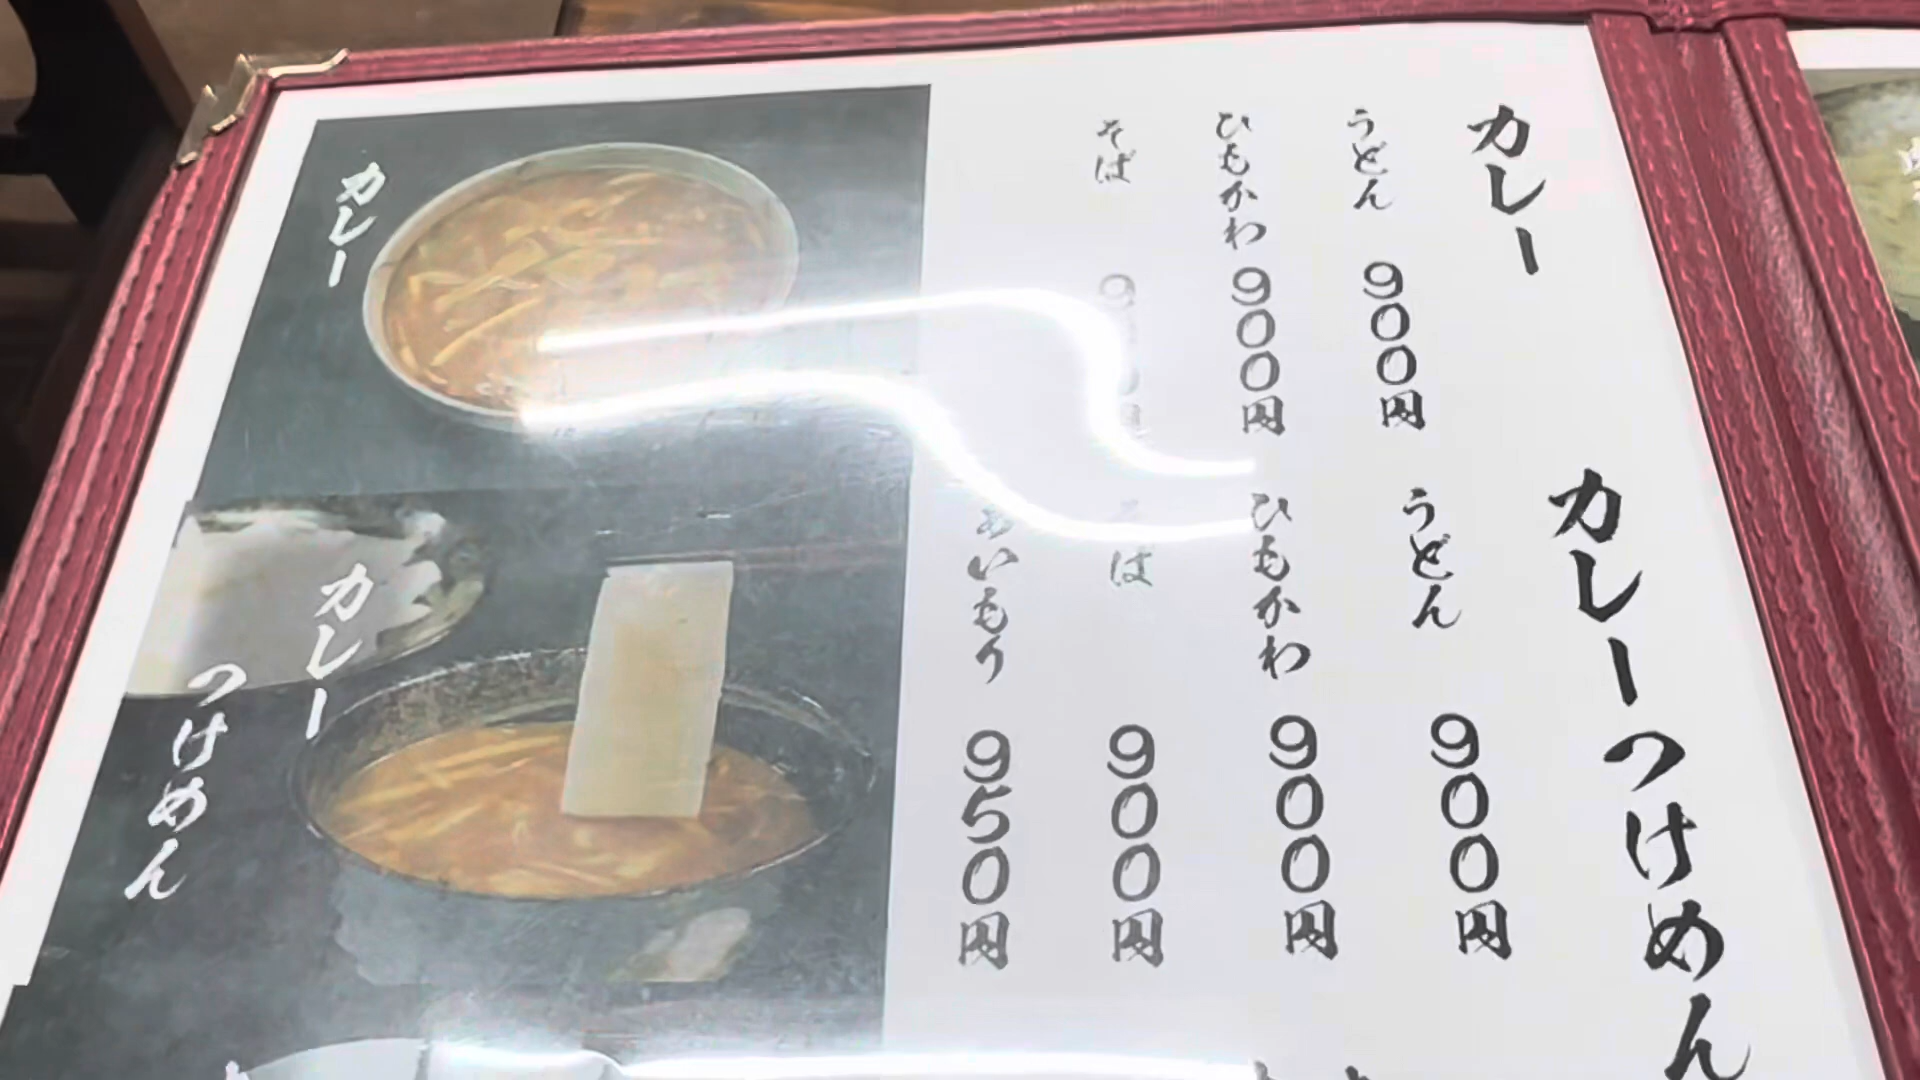 カレー
うどん 900円
ひもかわ 900円
そば
カレーつけめん
うどん 900円
ひもかわ 900円
そば 900円
あいもり 950円
カレー
カレー
つけめん